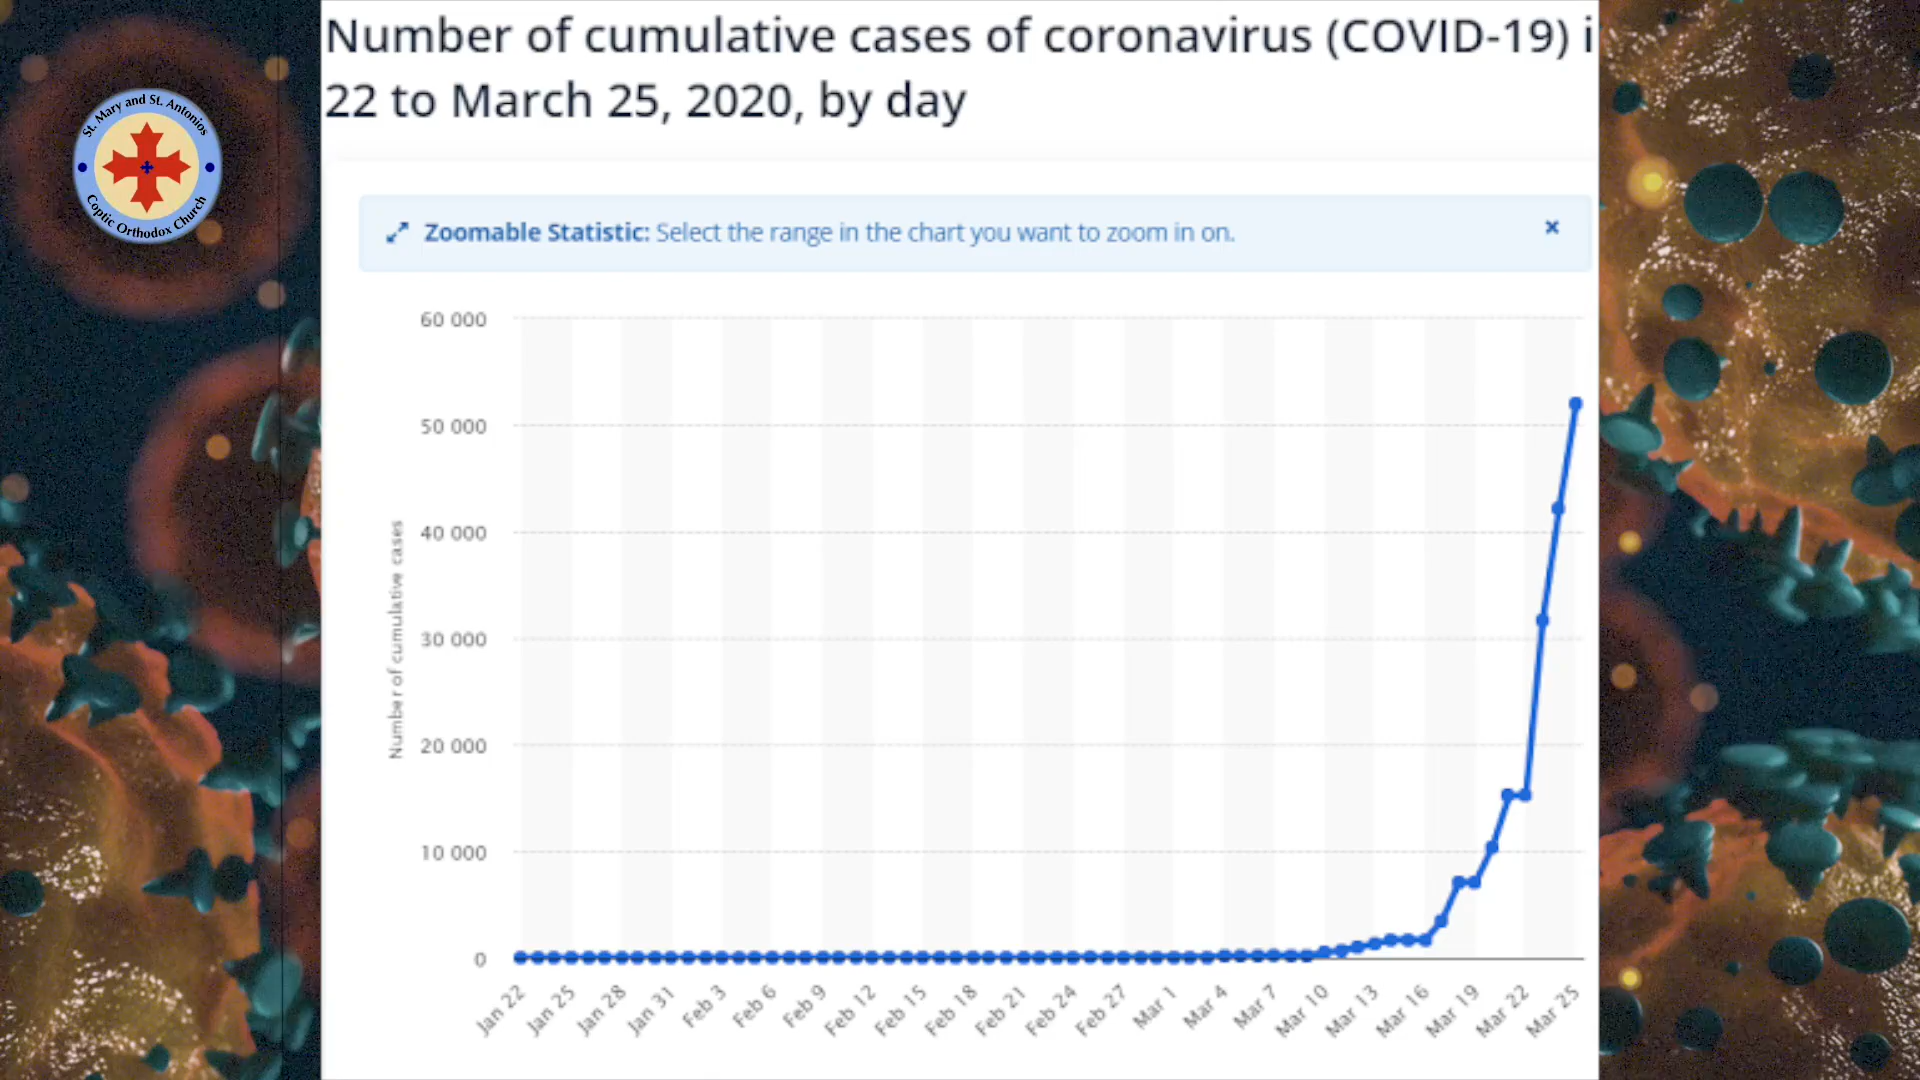 Number of cumulative cases of coronavirus (COVID-19) i
22 to March 25, 2020, by day
St. Mary and St. Antonios
Coptic Orthodox Church
Zoomable Statistic: Select the range in the chart you want to zoom in on.
×
60 000
50 000
40 000
30 000
20 000
10 000
0
Number of cumulative cases
Jan 22
Jan 25
Jan 28
Jan 31
Feb 3
Feb 6
Feb 9
Feb 12
Feb 15
Feb 18
Feb 21
Feb 24
Feb 27
Mar 1
Mar 4
Mar 7
Mar 10
Mar 13
Mar 16
Mar 19
Mar 22
Mar 25